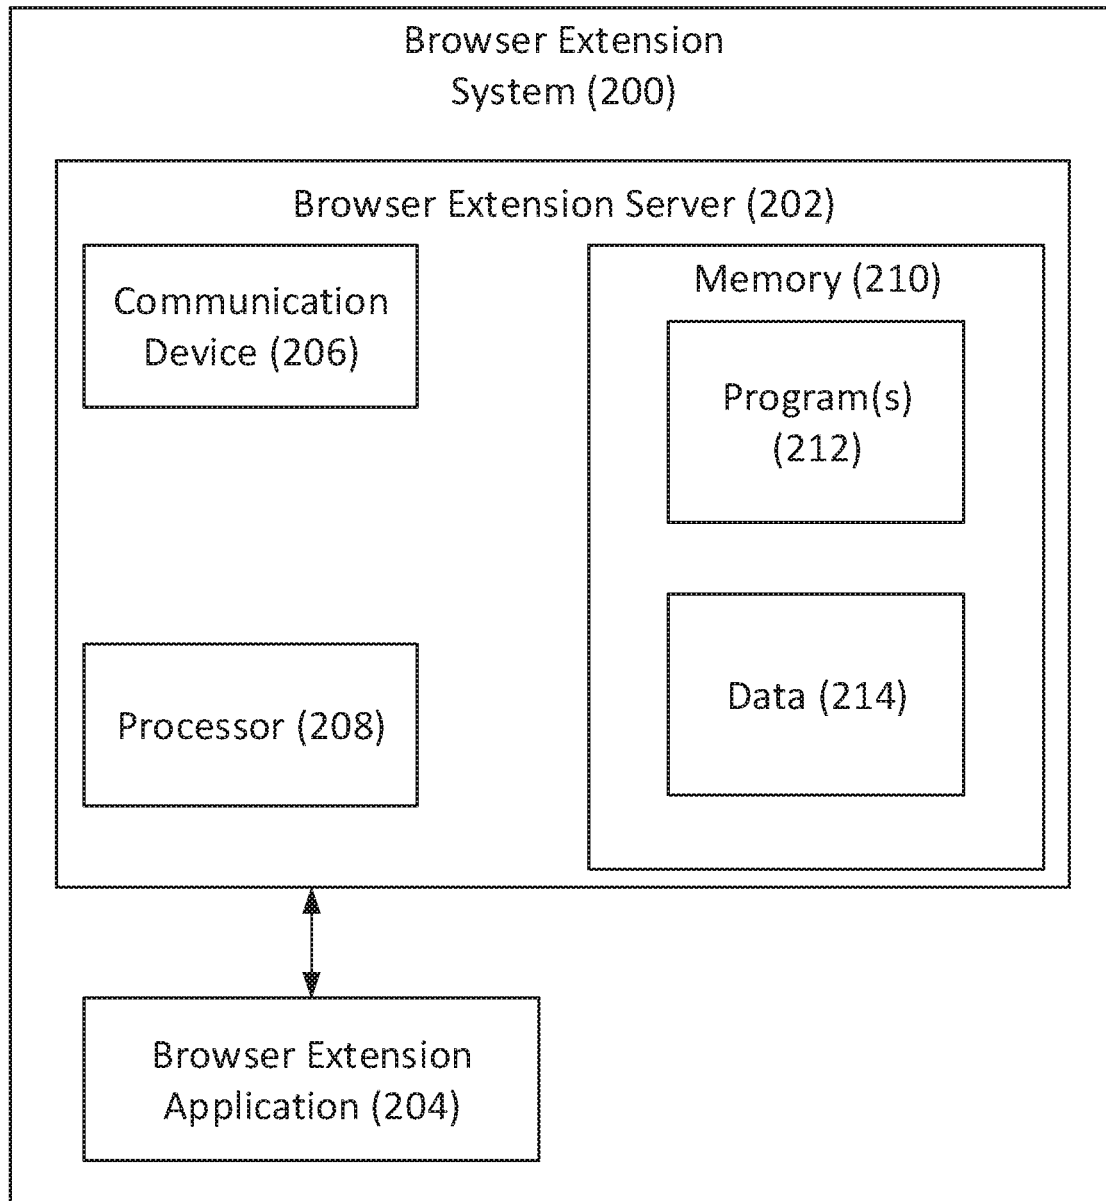 Browser Extension
System (200)
Browser Extension Server (202)
Communication
Device (206)
Memory (210)
Program(s)
(212)
Processor (208)
Data (214)
Browser Extension
Application (204)